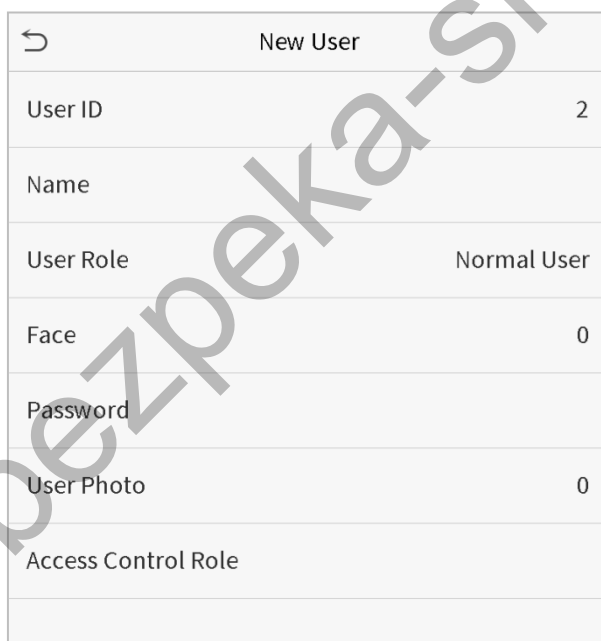 New User
User ID 2
Name
User Role Normal User
Face 0
Password
User Photo 0
Access Control Role
bezpeka-s